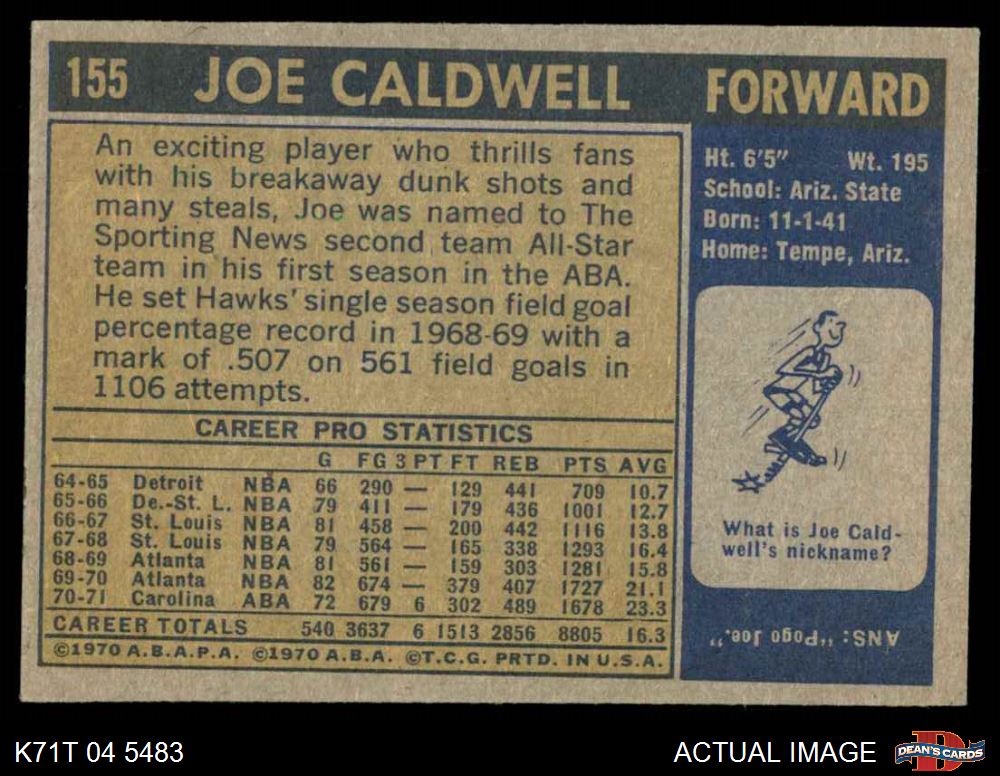 155 JOE CALDWELL FORWARD
An exciting player who thrills fans
with his breakaway dunk shots and
many steals, Joe was named to The
Sporting News second team All-Star
team in his first season in the ABA.
He set Hawks' single season field goal
percentage record in 1968-69 with a
mark of .507 on 561 field goals in
1106 attempts.
Ht. 6'5" Wt. 195
School: Ariz. State
Born: 11-1-41
Home: Tempe, Ariz.
What is Joe Cald-
well's nickname?
ANS: "Pogo Joe."
CAREER PRO STATISTICS
G FG 3 PT FT REB PTS AVG
64-65 Detroit NBA 66 290 — 129 441 709 10.7
65-66 De.-St. L. NBA 79 411 — 179 436 1001 12.7
66-67 St. Louis NBA 81 458 — 200 442 1116 13.8
67-68 St. Louis NBA 79 564 — 165 338 1293 16.4
68-69 Atlanta NBA 81 561 — 159 303 1281 15.8
69-70 Atlanta NBA 82 674 — 379 407 1727 21.1
70-71 Carolina ABA 72 679 6 302 489 1678 23.3
CAREER TOTALS 540 3637 6 1513 2856 8805 16.3
©1970 A.B.A.P.A. ©1970 A.B.A. ©T.C.G. PRTD. IN U.S.A.
K71T 04 5483
ACTUAL IMAGE
D
DEAN'S CARDS